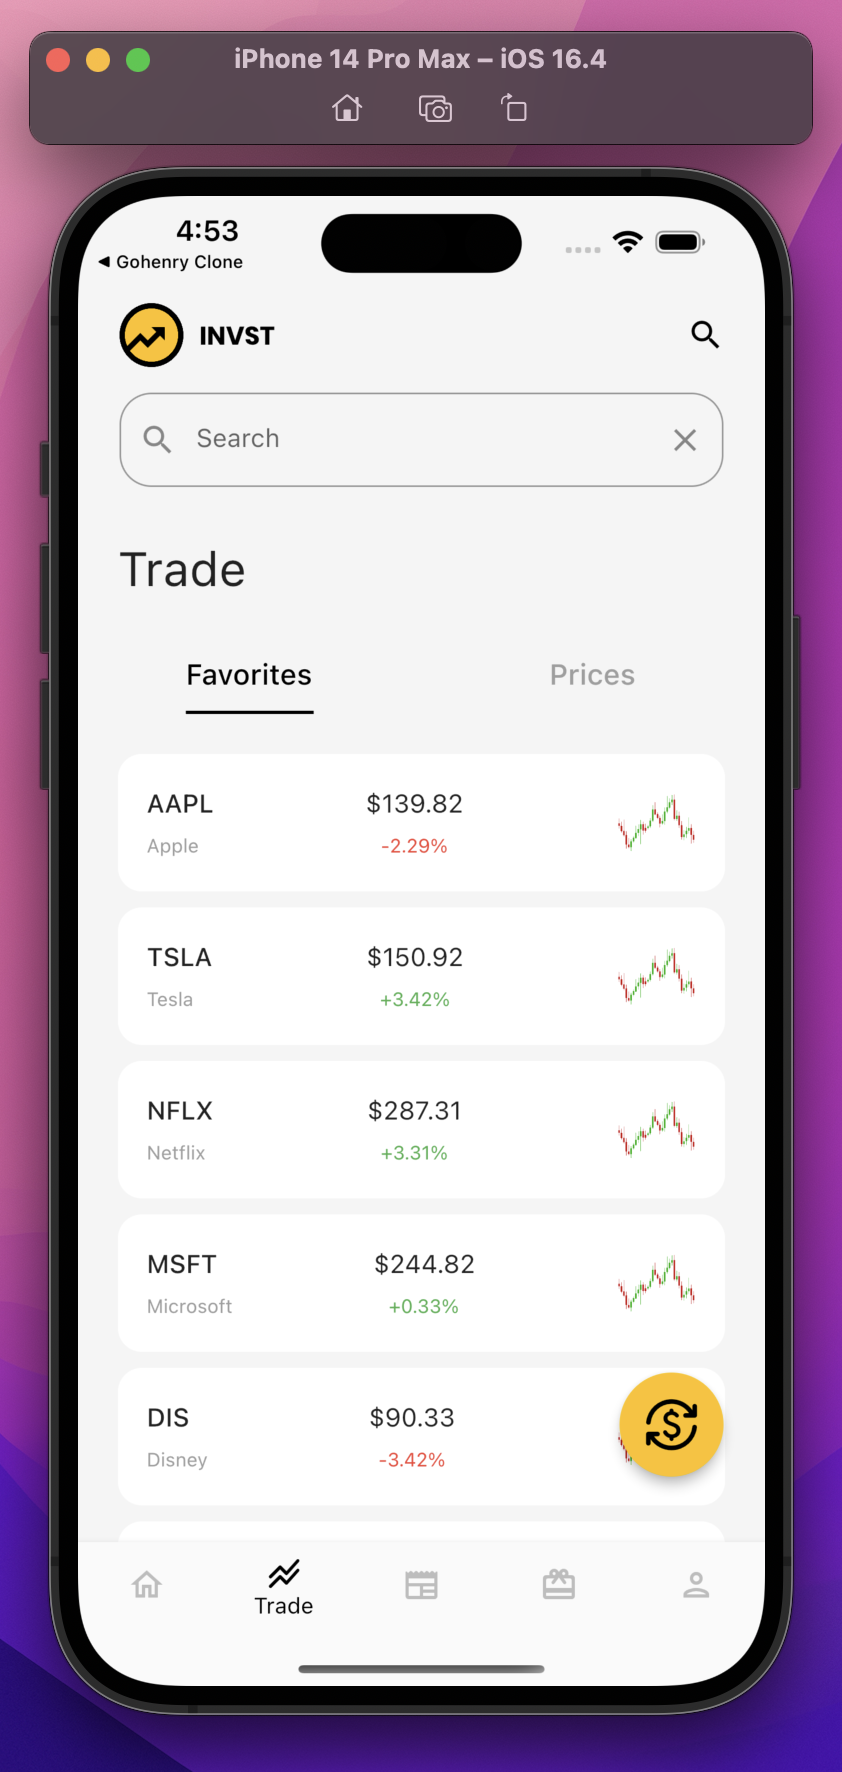 iPhone 14 Pro Max – iOS 16.4
4:53
◀ Gohenry Clone
INVST
Search
Trade
Favorites Prices
AAPL $139.82
Apple -2.29%
TSLA $150.92
Tesla +3.42%
NFLX $287.31
Netflix +3.31%
MSFT $244.82
Microsoft +0.33%
DIS $90.33
Disney -3.42%
$
Trade